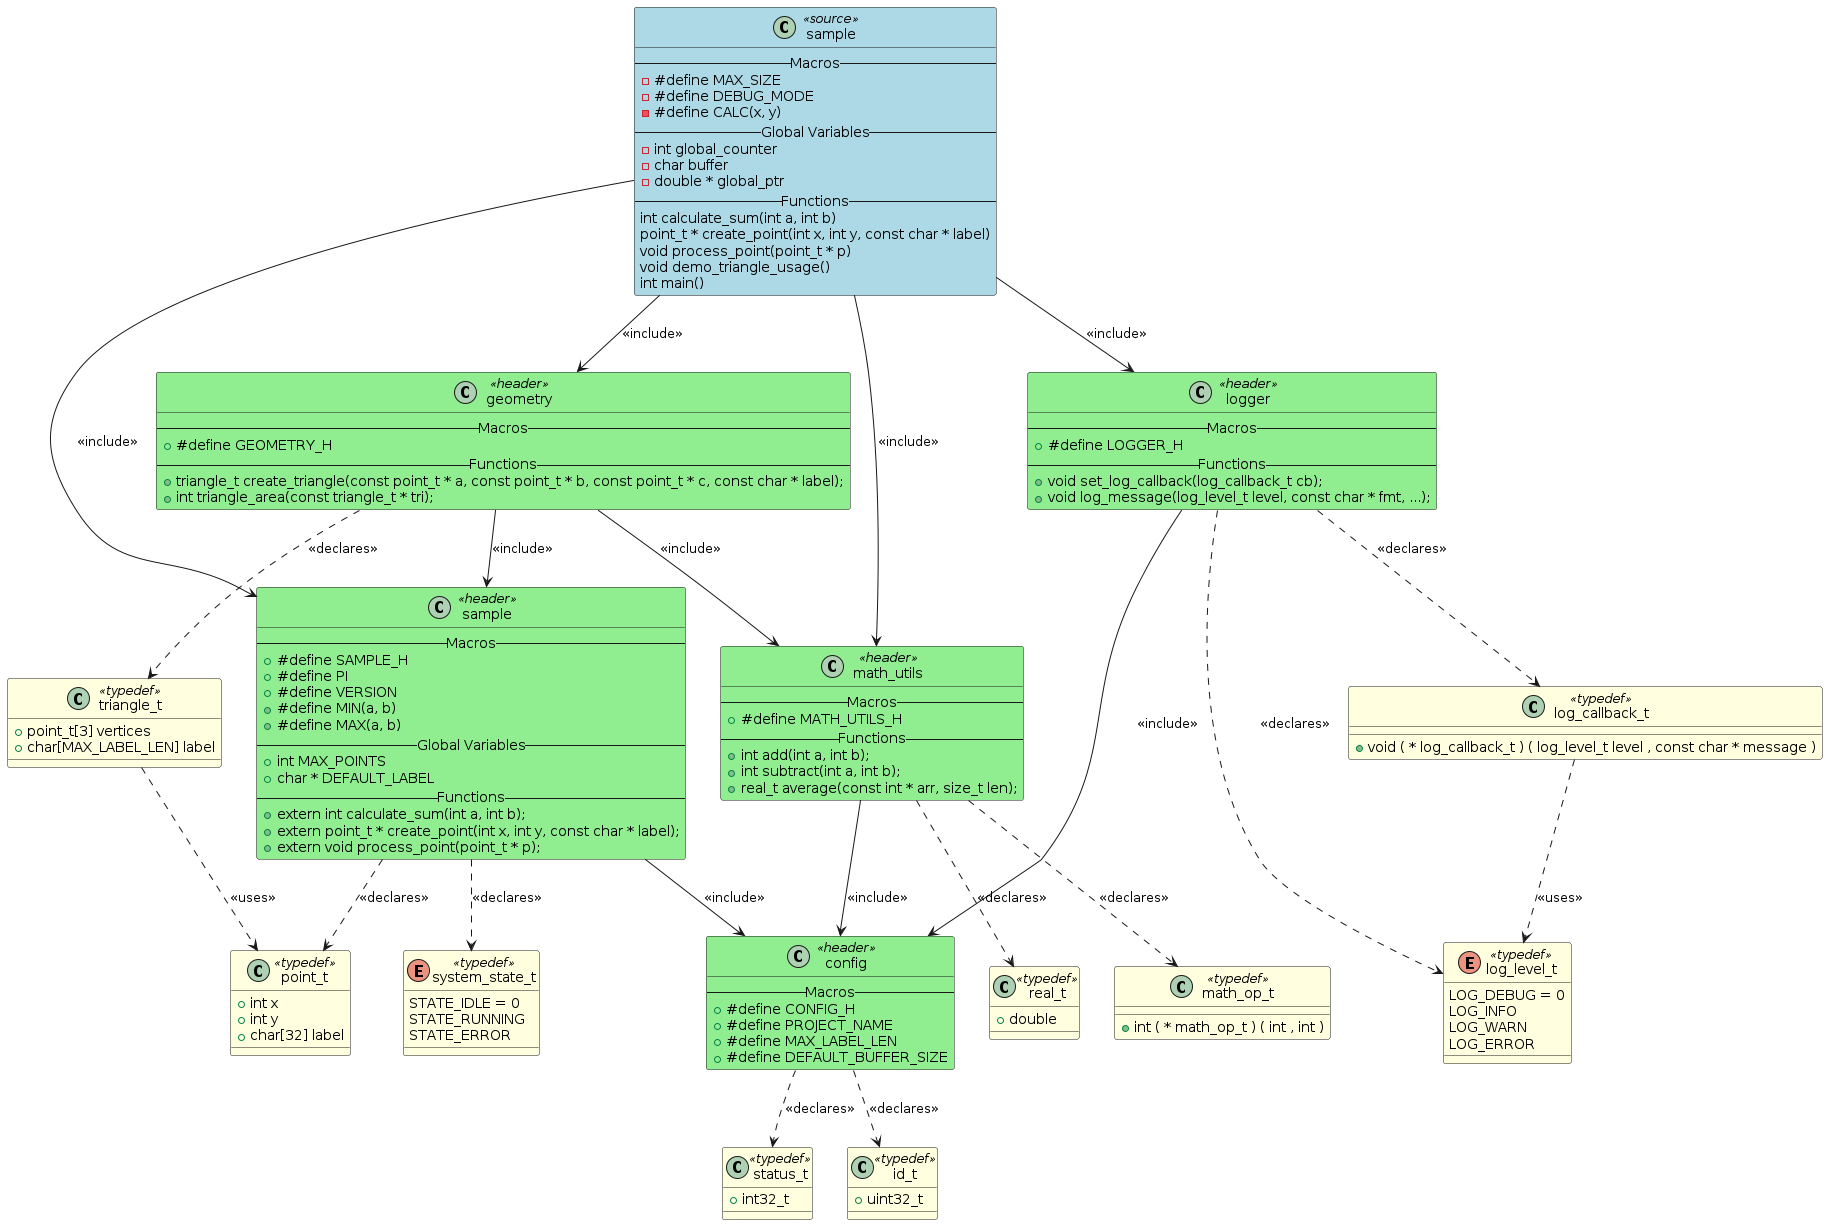 C «source»
sample
Macros
#define MAX_SIZE
#define DEBUG_MODE
#define CALC(x, y)
Global Variables
int global_counter
char buffer
double * global_ptr
Functions
int calculate_sum(int a, int b)
point_t * create_point(int x, int y, const char * label)
void process_point(point_t * p)
void demo_triangle_usage()
int main()
«include»
«include»
«include»
«include»
C «header»
geometry
Macros
#define GEOMETRY_H
Functions
triangle_t create_triangle(const point_t * a, const point_t * b, const point_t * c, const char * label);
int triangle_area(const triangle_t * tri);
C «header»
logger
Macros
#define LOGGER_H
Functions
void set_log_callback(log_callback_t cb);
void log_message(log_level_t level, const char * fmt, ...);
«declares»
«include»
«include»
«declares»
C «header»
sample
Macros
#define SAMPLE_H
#define PI
#define VERSION
#define MIN(a, b)
#define MAX(a, b)
Global Variables
int MAX_POINTS
char * DEFAULT_LABEL
Functions
extern int calculate_sum(int a, int b);
extern point_t * create_point(int x, int y, const char * label);
extern void process_point(point_t * p);
C «header»
math_utils
Macros
#define MATH_UTILS_H
Functions
int add(int a, int b);
int subtract(int a, int b);
real_t average(const int * arr, size_t len);
C «typedef»
triangle_t
point_t[3] vertices
char[MAX_LABEL_LEN] label
«include»
«declares»
C «typedef»
log_callback_t
void ( * log_callback_t ) ( log_level_t level , const char * message )
«uses»
«declares»
«declares»
«include»
«include»
«declares»
«declares»
«uses»
C «typedef»
point_t
int x
int y
char[32] label
E «typedef»
system_state_t
STATE_IDLE = 0
STATE_RUNNING
STATE_ERROR
C «header»
config
Macros
#define CONFIG_H
#define PROJECT_NAME
#define MAX_LABEL_LEN
#define DEFAULT_BUFFER_SIZE
C «typedef»
real_t
double
C «typedef»
math_op_t
int ( * math_op_t ) ( int , int )
E «typedef»
log_level_t
LOG_DEBUG = 0
LOG_INFO
LOG_WARN
LOG_ERROR
«declares»
«declares»
C «typedef»
status_t
int32_t
C «typedef»
id_t
uint32_t